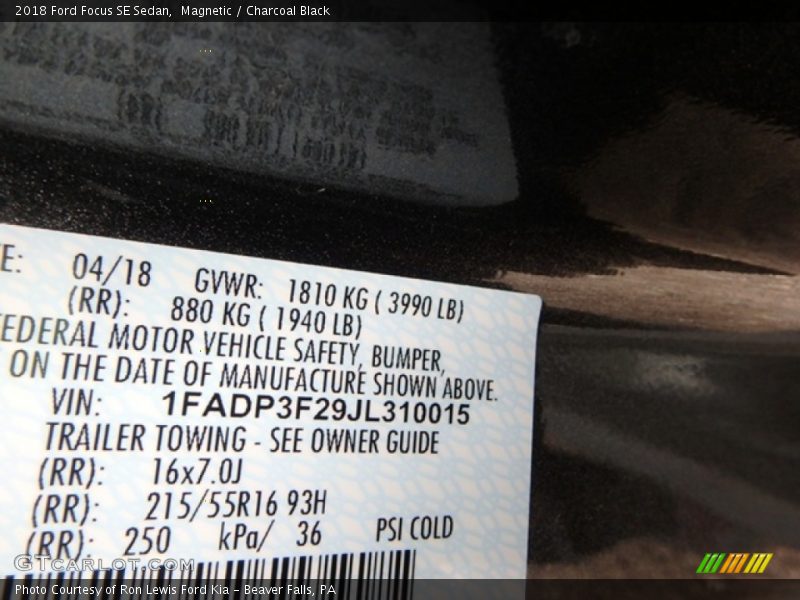 2018 Ford Focus SE Sedan, Magnetic / Charcoal Black
E: 04/18 GVWR: 1810 KG ( 3990 LB)
(RR): 880 KG ( 1940 LB)
EDERAL MOTOR VEHICLE SAFETY, BUMPER,
ON THE DATE OF MANUFACTURE SHOWN ABOVE.
VIN: 1FADP3F29JL310015
TRAILER TOWING - SEE OWNER GUIDE
(RR): 16x7.0J
(RR): 215/55R16 93H
(RR): 250 kPa/ 36 PSI COLD
GTCarLot.com
Photo Courtesy of Ron Lewis Ford Kia - Beaver Falls, PA